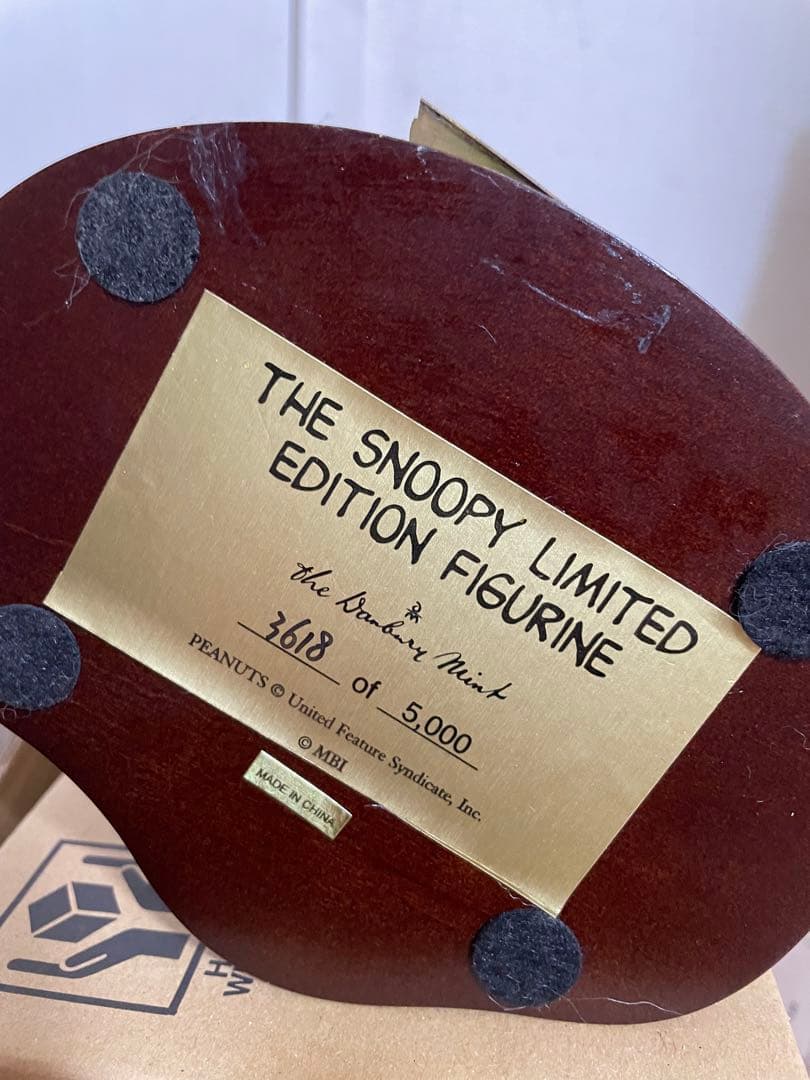 THE SNOOPY LIMITED
EDITION FIGURINE
the Danbury Mint
3618 of 5,000
PEANUTS © United Feature Syndicate, Inc.
© MBI
MADE IN CHINA